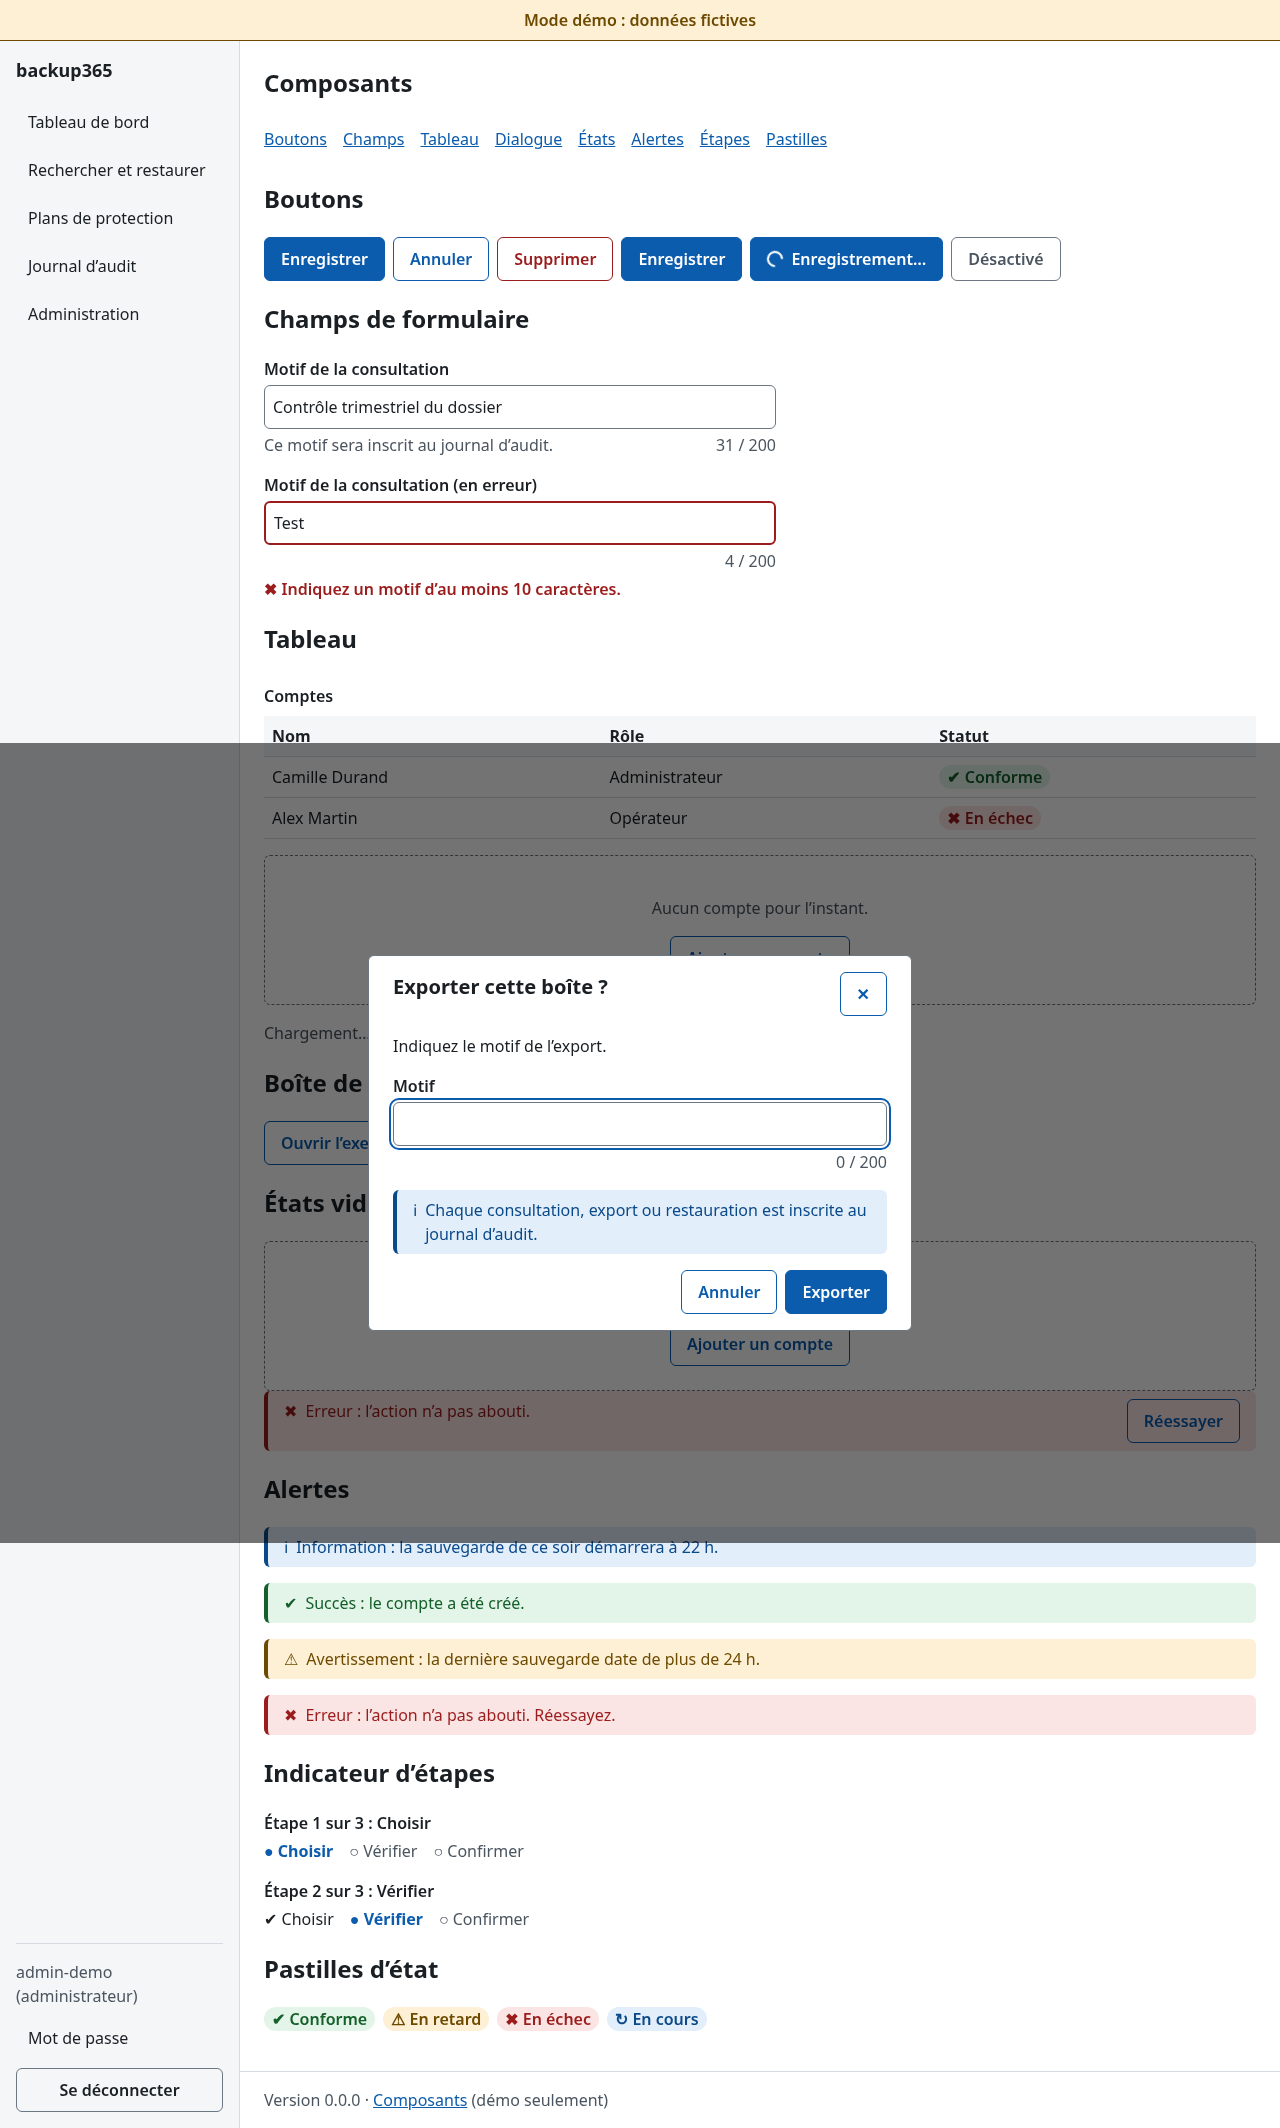 Mode démo : données fictives
backup365
Tableau de bord
Rechercher et restaurer
Plans de protection
Journal d’audit
Administration
admin-demo
(administrateur)
Mot de passe
Se déconnecter
Composants
Boutons Champs Tableau Dialogue États Alertes Étapes Pastilles
Boutons
Enregistrer Annuler Supprimer Enregistrer Enregistrement… Désactivé
Champs de formulaire
Motif de la consultation
Contrôle trimestriel du dossier
Ce motif sera inscrit au journal d’audit. 31 / 200
Motif de la consultation (en erreur)
Test
4 / 200
✖ Indiquez un motif d’au moins 10 caractères.
Tableau
Comptes
Nom Rôle Statut
Camille Durand Administrateur ✔ Conforme
Alex Martin Opérateur ✖ En échec
Aucun compte pour l’instant.
Chargement…
Boîte de
Ouvrir l’exe
États vid
Exporter cette boîte ?
✕
Indiquez le motif de l’export.
Motif
0 / 200
i Chaque consultation, export ou restauration est inscrite au
journal d’audit.
Annuler Exporter
Ajouter un compte
✖ Erreur : l’action n’a pas abouti.
Réessayer
Alertes
i Information : la sauvegarde de ce soir démarrera à 22 h.
✔ Succès : le compte a été créé.
⚠ Avertissement : la dernière sauvegarde date de plus de 24 h.
✖ Erreur : l’action n’a pas abouti. Réessayez.
Indicateur d’étapes
Étape 1 sur 3 : Choisir
● Choisir ○ Vérifier ○ Confirmer
Étape 2 sur 3 : Vérifier
✔ Choisir ● Vérifier ○ Confirmer
Pastilles d’état
✔ Conforme ⚠ En retard ✖ En échec ↻ En cours
Version 0.0.0 · Composants (démo seulement)